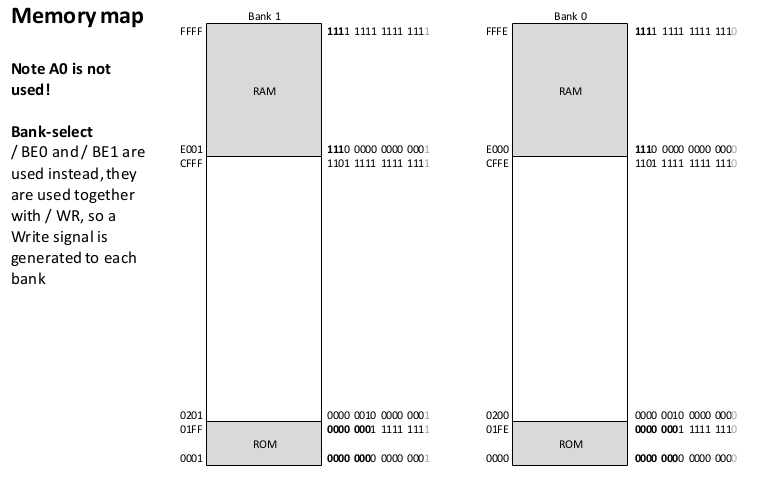 Memory map
Note A0 is not
used!
Bank-select
/ BE0 and / BE1 are
used instead, they
are used together
with / WR, so a
Write signal is
generated to each
bank
Bank 1
FFFF 1111 1111 1111 1111
RAM
E001 1110 0000 0000 0001
CFFF 1101 1111 1111 1111
0201 0000 0010 0000 0001
01FF 0000 0001 1111 1111
ROM
0001 0000 0000 0000 0001
Bank 0
FFFE 1111 1111 1111 1110
RAM
E000 1110 0000 0000 0000
CFFE 1101 1111 1111 1110
0200 0000 0010 0000 0000
01FE 0000 0001 1111 1110
ROM
0000 0000 0000 0000 0000